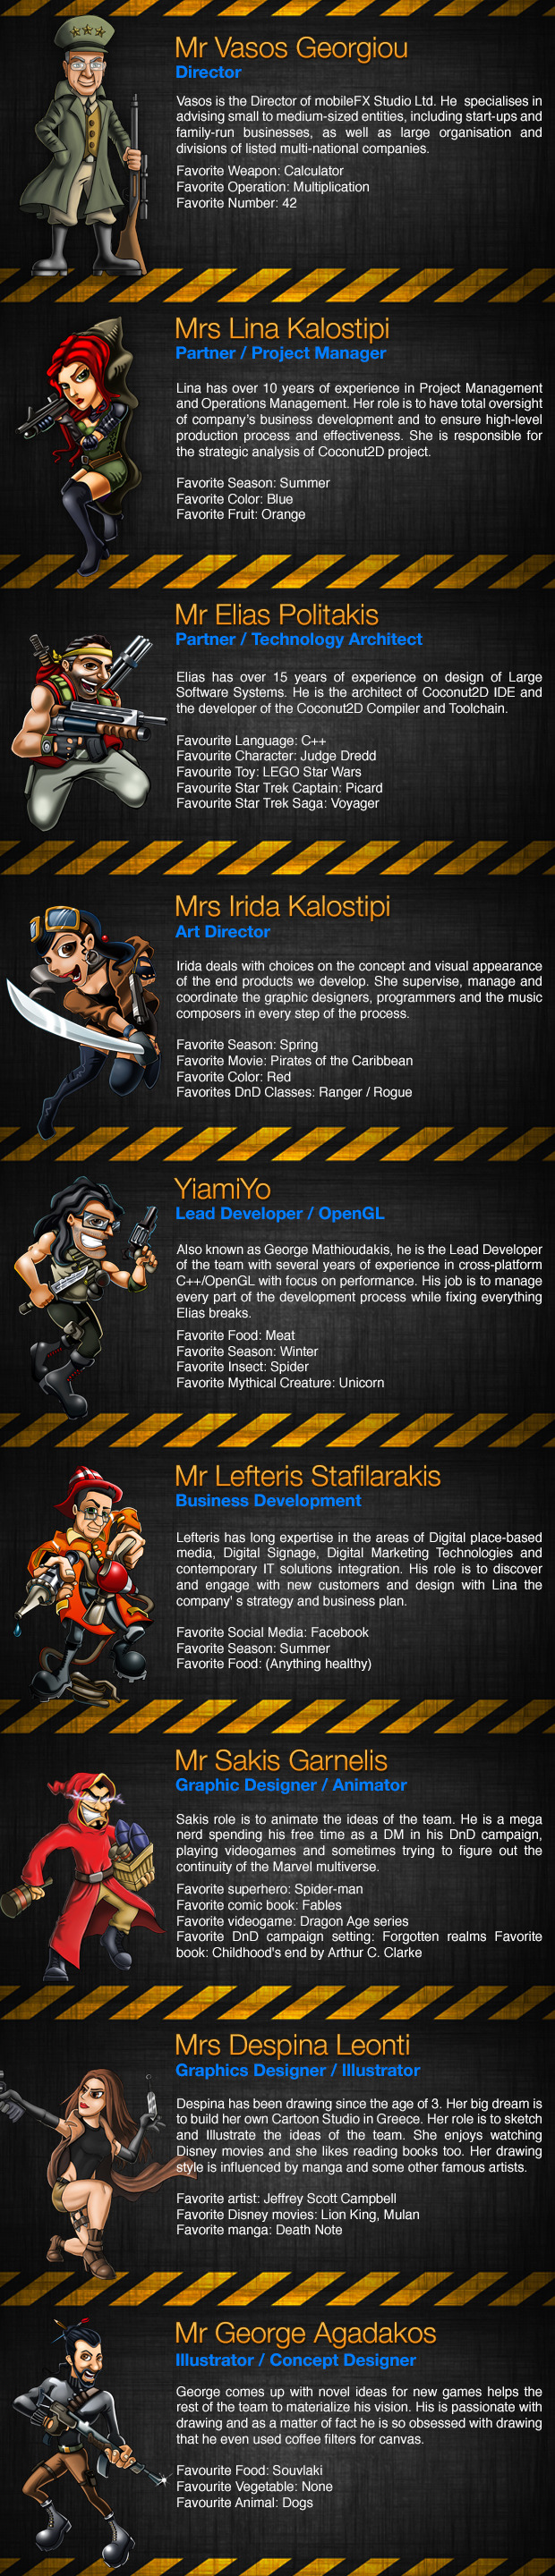 Mr Vasos Georgiou
Director
Vasos is the Director of mobileFX Studio Ltd. He specialises in
advising small to medium-sized entities, including start-ups and
family-run businesses, as well as large organisation and
divisions of listed multi-national companies.
Favorite Weapon: Calculator
Favorite Operation: Multiplication
Favorite Number: 42
Mrs Lina Kalostipi
Partner / Project Manager
Lina has over 10 years of experience in Project Management
and Operations Management. Her role is to have total oversight
of company's business development and to ensure high-level
production process and effectiveness. She is responsible for
the strategic analysis of Coconut2D project.
Favorite Season: Summer
Favorite Color: Blue
Favorite Fruit: Orange
Mr Elias Politakis
Partner / Technology Architect
Elias has over 15 years of experience on design of Large
Software Systems. He is the architect of Coconut2D IDE and
the developer of the Coconut2D Compiler and Toolchain.
Favourite Language: C++
Favourite Character: Judge Dredd
Favourite Toy: LEGO Star Wars
Favourite Star Trek Captain: Picard
Favourite Star Trek Saga: Voyager
Mrs Irida Kalostipi
Art Director
Irida deals with choices on the concept and visual appearance
of the end products we develop. She supervise, manage and
coordinate the graphic designers, programmers and the music
composers in every step of the process.
Favorite Season: Spring
Favorite Movie: Pirates of the Caribbean
Favorite Color: Red
Favorites DnD Classes: Ranger / Rogue
YiamiYo
Lead Developer / OpenGL
Also known as George Mathioudakis, he is the Lead Developer
of the team with several years of experience in cross-platform
C++/OpenGL with focus on performance. His job is to manage
every part of the development process while fixing everything
Elias breaks.
Favorite Food: Meat
Favorite Season: Winter
Favorite Insect: Spider
Favorite Mythical Creature: Unicorn
Mr Lefteris Stafilarakis
Business Development
Lefteris has long expertise in the areas of Digital place-based
media, Digital Signage, Digital Marketing Technologies and
contemporary IT solutions integration. His role is to discover
and engage with new customers and design with Lina the
company' s strategy and business plan.
Favorite Social Media: Facebook
Favorite Season: Summer
Favorite Food: (Anything healthy)
Mr Sakis Garnelis
Graphic Designer / Animator
Sakis role is to animate the ideas of the team. He is a mega
nerd spending his free time as a DM in his DnD campaign,
playing videogames and sometimes trying to figure out the
continuity of the Marvel multiverse.
Favorite superhero: Spider-man
Favorite comic book: Fables
Favorite videogame: Dragon Age series
Favorite DnD campaign setting: Forgotten realms Favorite
book: Childhood's end by Arthur C. Clarke
Mrs Despina Leonti
Graphics Designer / Illustrator
Despina has been drawing since the age of 3. Her big dream is
to build her own Cartoon Studio in Greece. Her role is to sketch
and Illustrate the ideas of the team. She enjoys watching
Disney movies and she likes reading books too. Her drawing
style is influenced by manga and some other famous artists.
Favorite artist: Jeffrey Scott Campbell
Favorite Disney movies: Lion King, Mulan
Favorite manga: Death Note
Mr George Agadakos
Illustrator / Concept Designer
George comes up with novel ideas for new games helps the
rest of the team to materialize his vision. His is passionate with
drawing and as a matter of fact he is so obsessed with drawing
that he even used coffee filters for canvas.
Favourite Food: Souvlaki
Favourite Vegetable: None
Favourite Animal: Dogs